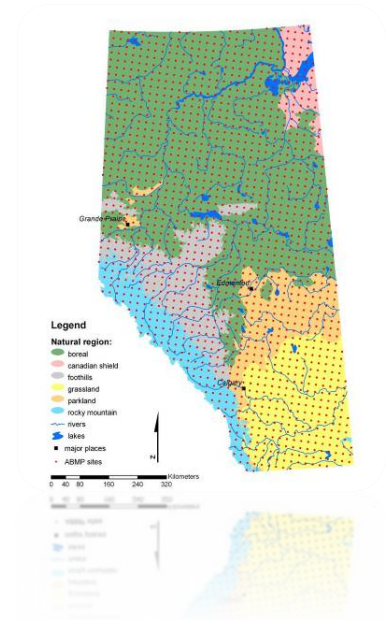 Grande Prairie
Edmonton
Calgary
Legend
Natural region:
boreal
canadian shield
foothills
grassland
parkland
rocky mountain
rivers
lakes
major places
ABMP sites
N
Kilometers
0 40 80 160 240 320